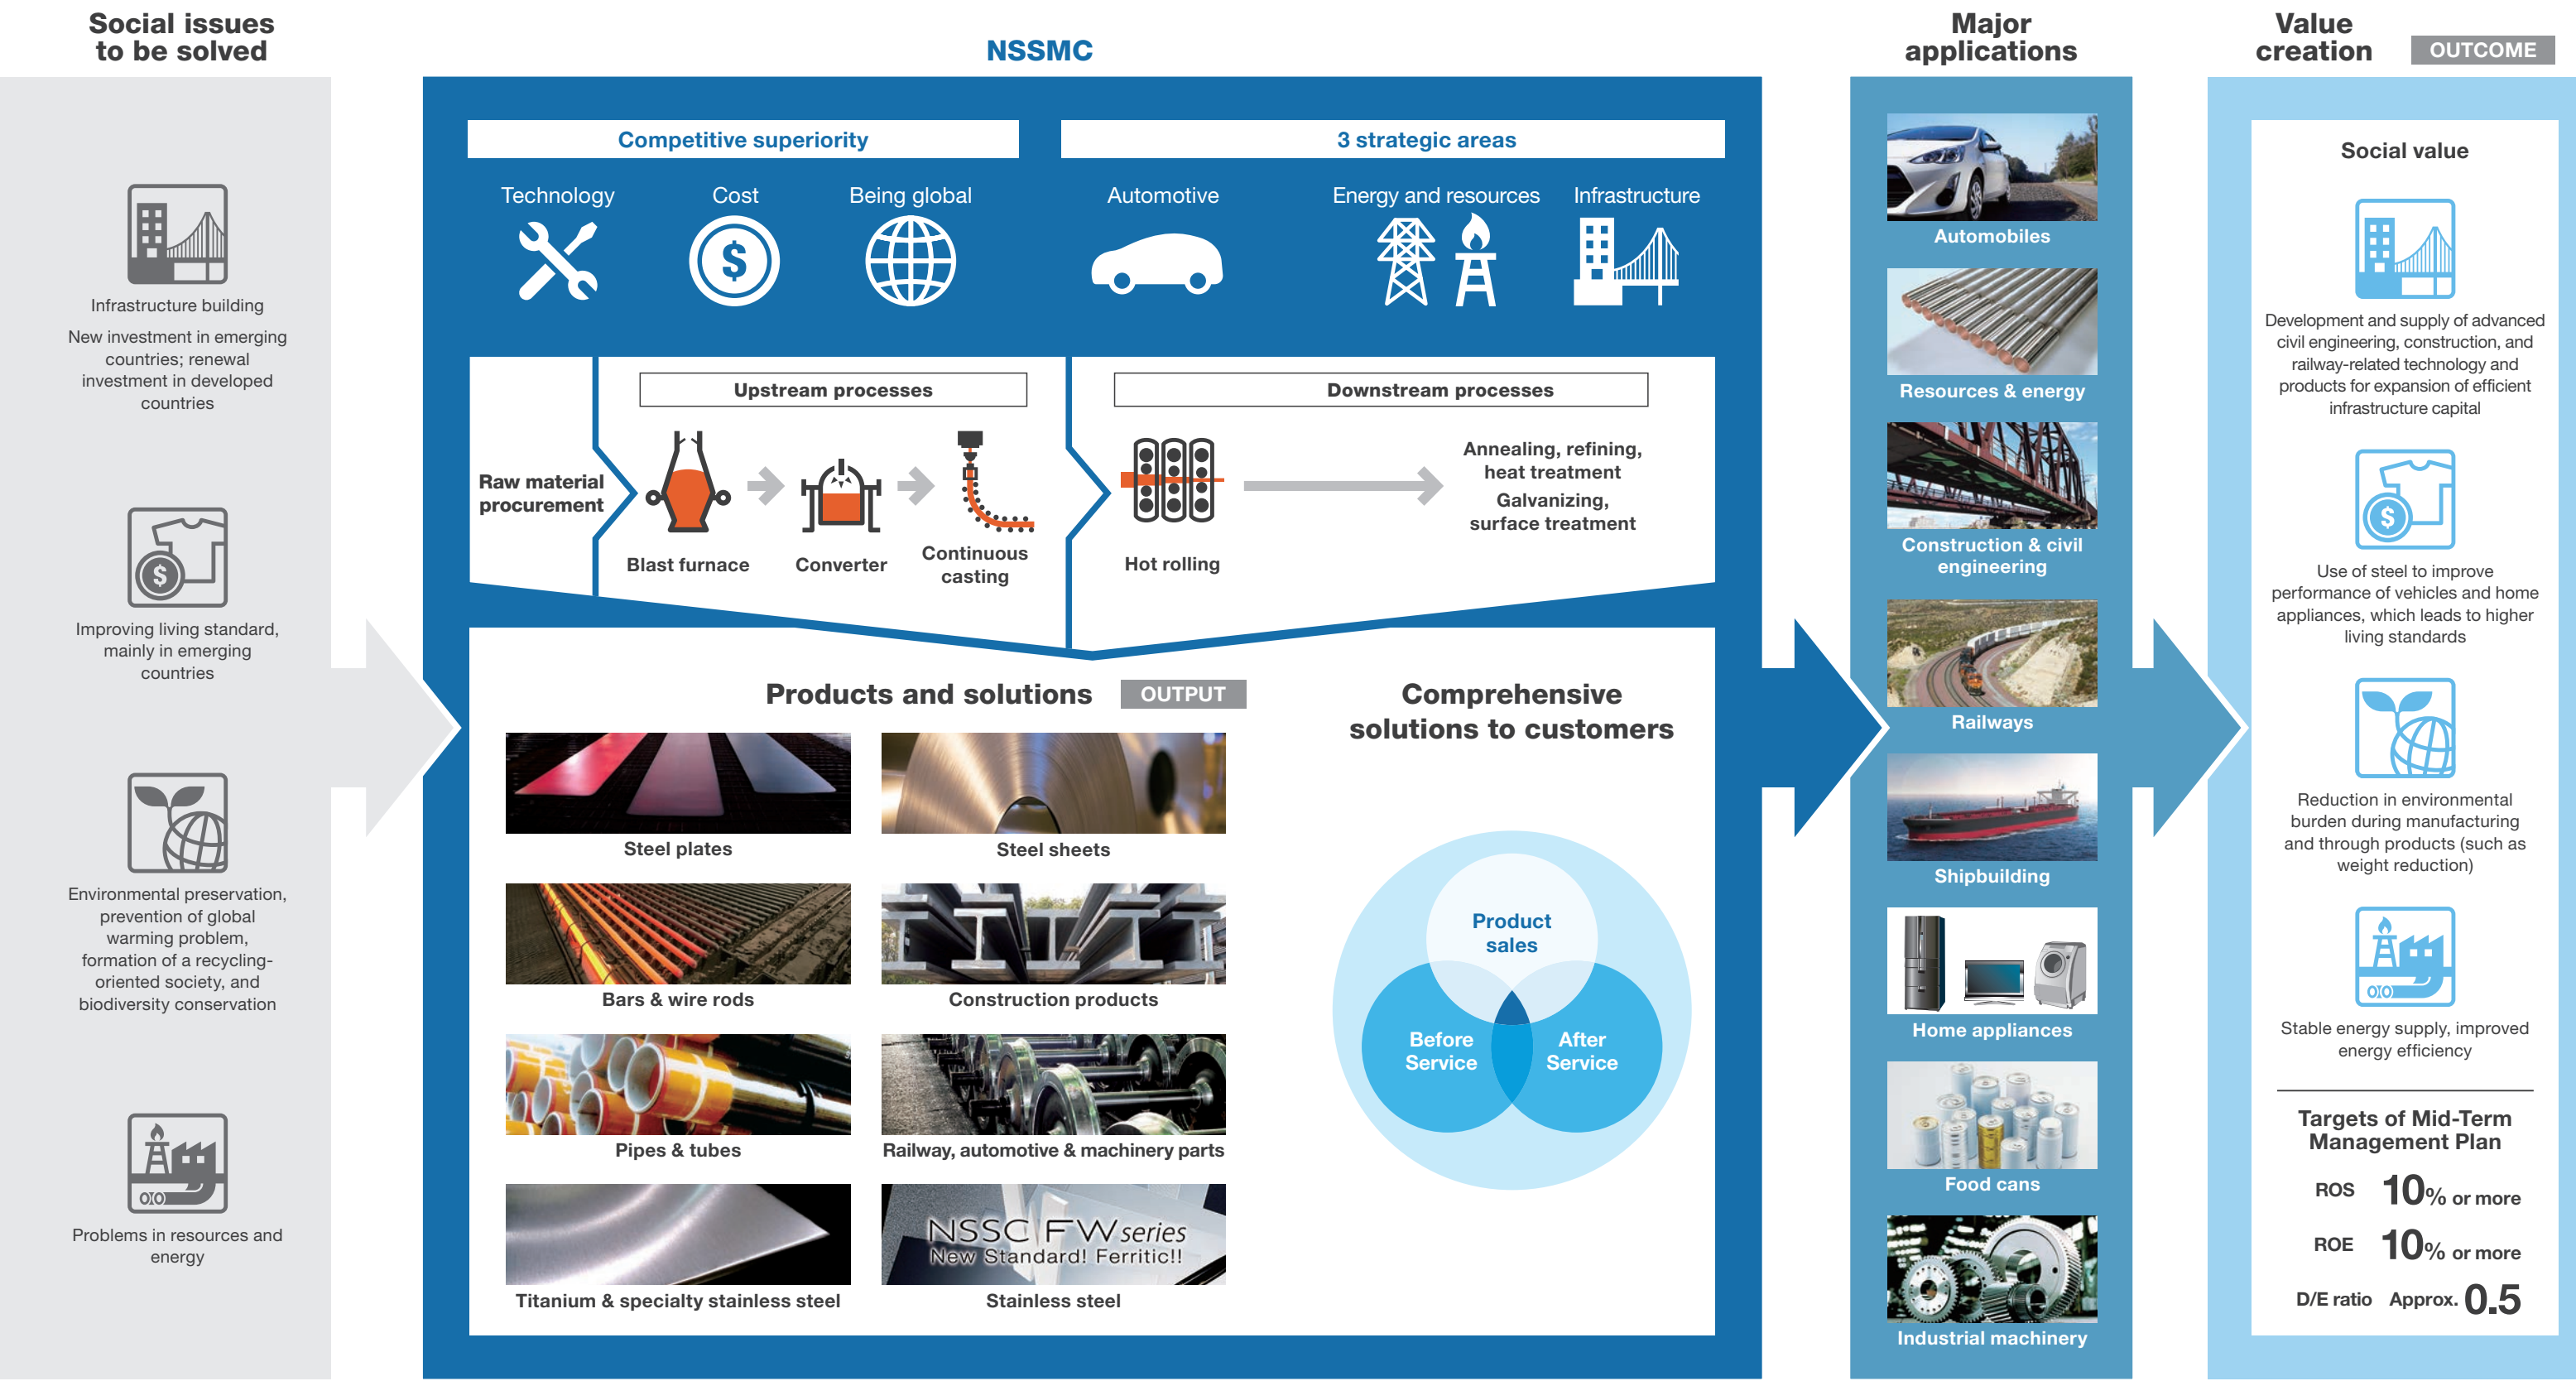 Social issues
to be solved
Infrastructure building
New investment in emerging
countries; renewal
investment in developed
countries
Improving living standard,
mainly in emerging
countries
Environmental preservation,
prevention of global
warming problem,
formation of a recycling-
oriented society, and
biodiversity conservation
Problems in resources and
energy
NSSMC
Competitive superiority
Technology
Cost
Being global
3 strategic areas
Automotive
Energy and resources
Infrastructure
Raw material
procurement
Upstream processes
Blast furnace
Converter
Continuous
casting
Downstream processes
Hot rolling
Annealing, refining,
heat treatment
Galvanizing,
surface treatment
Products and solutions
OUTPUT
Steel plates
Steel sheets
Bars & wire rods
Construction products
Pipes & tubes
Railway, automotive & machinery parts
Titanium & specialty stainless steel
NSSC FW series
New Standard! Ferritic!!
Stainless steel
Comprehensive
solutions to customers
Product
sales
Before
Service
After
Service
Major
applications
Automobiles
Resources & energy
Construction & civil
engineering
Railways
Shipbuilding
Home appliances
Food cans
Industrial machinery
Value
creation
OUTCOME
Social value
Development and supply of advanced
civil engineering, construction, and
railway-related technology and
products for expansion of efficient
infrastructure capital
Use of steel to improve
performance of vehicles and home
appliances, which leads to higher
living standards
Reduction in environmental
burden during manufacturing
and through products (such as
weight reduction)
Stable energy supply, improved
energy efficiency
Targets of Mid-Term
Management Plan
ROS 10% or more
ROE 10% or more
D/E ratio Approx. 0.5